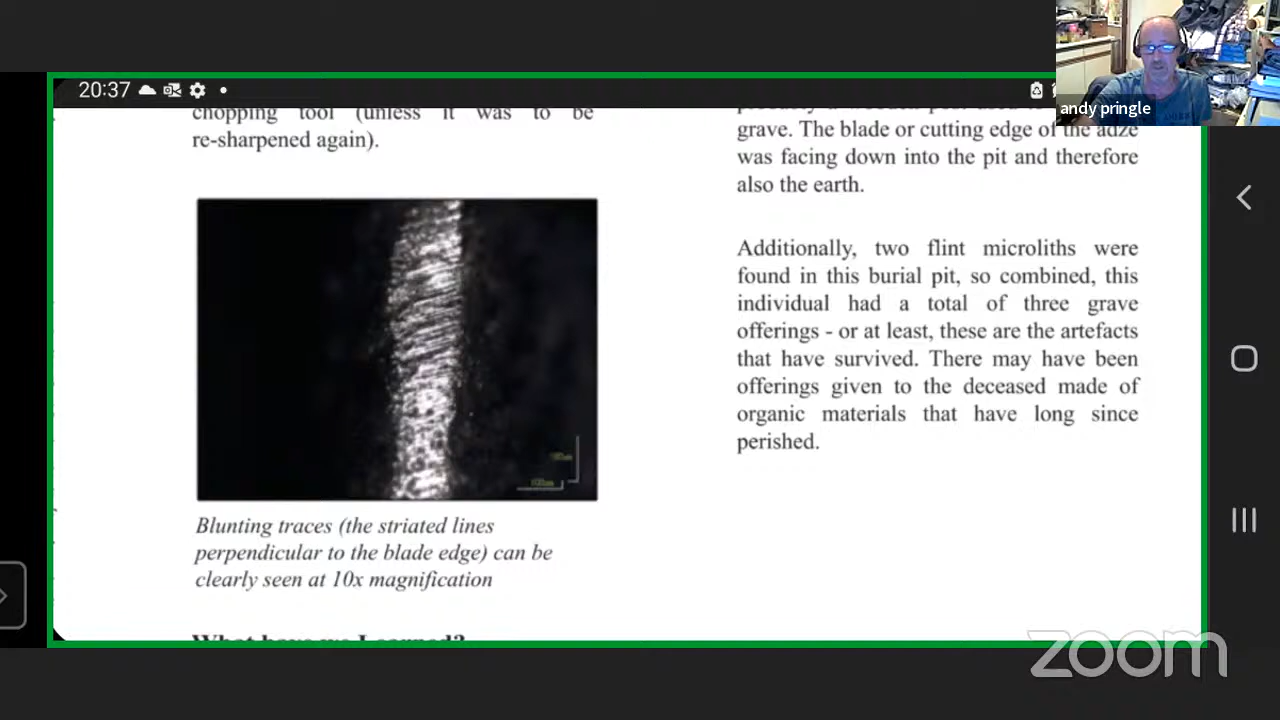 20:37
andy pringle
chopping tool (unless it was to be
re-sharpened again).
Blunting traces (the striated lines
perpendicular to the blade edge) can be
clearly seen at 10x magnification
What have we Learned?
grave. The blade or cutting edge of the adze
was facing down into the pit and therefore
also the earth.
Additionally, two flint microliths were
found in this burial pit, so combined, this
individual had a total of three grave
offerings - or at least, these are the artefacts
that have survived. There may have been
offerings given to the deceased made of
organic materials that have long since
perished.
zoom